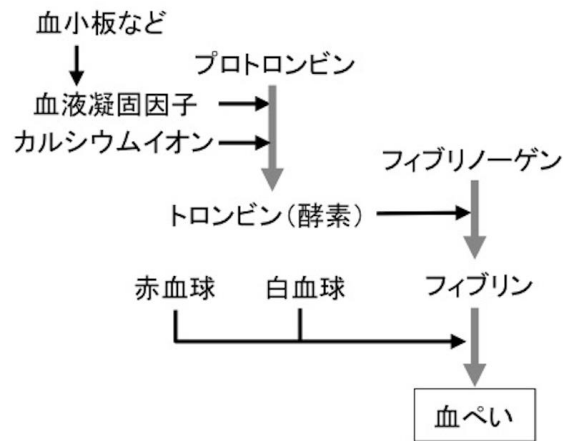 血小板など
プロトロンビン
血液凝固因子
カルシウムイオン
フィブリノーゲン
トロンビン(酵素)
赤血球
白血球
フィブリン
血ぺい